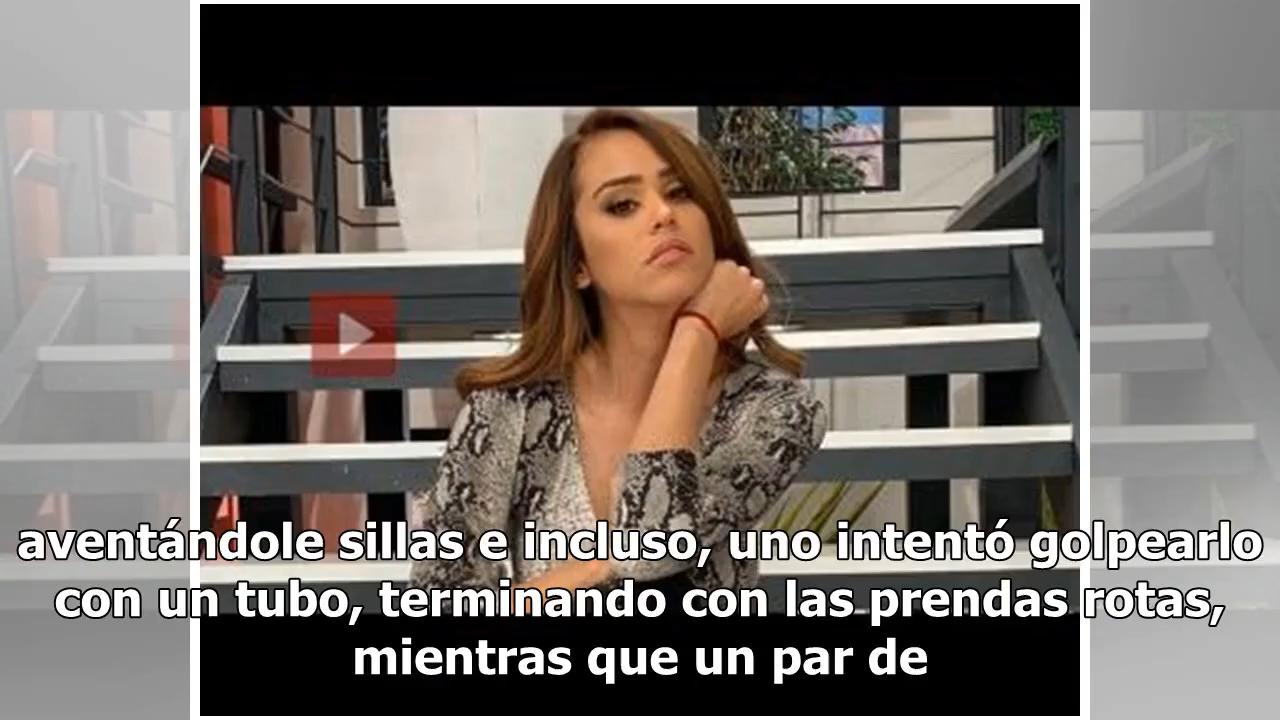 aventándole sillas e incluso, uno intentó golpearlo
con un tubo, terminando con las prendas rotas,
mientras que un par de